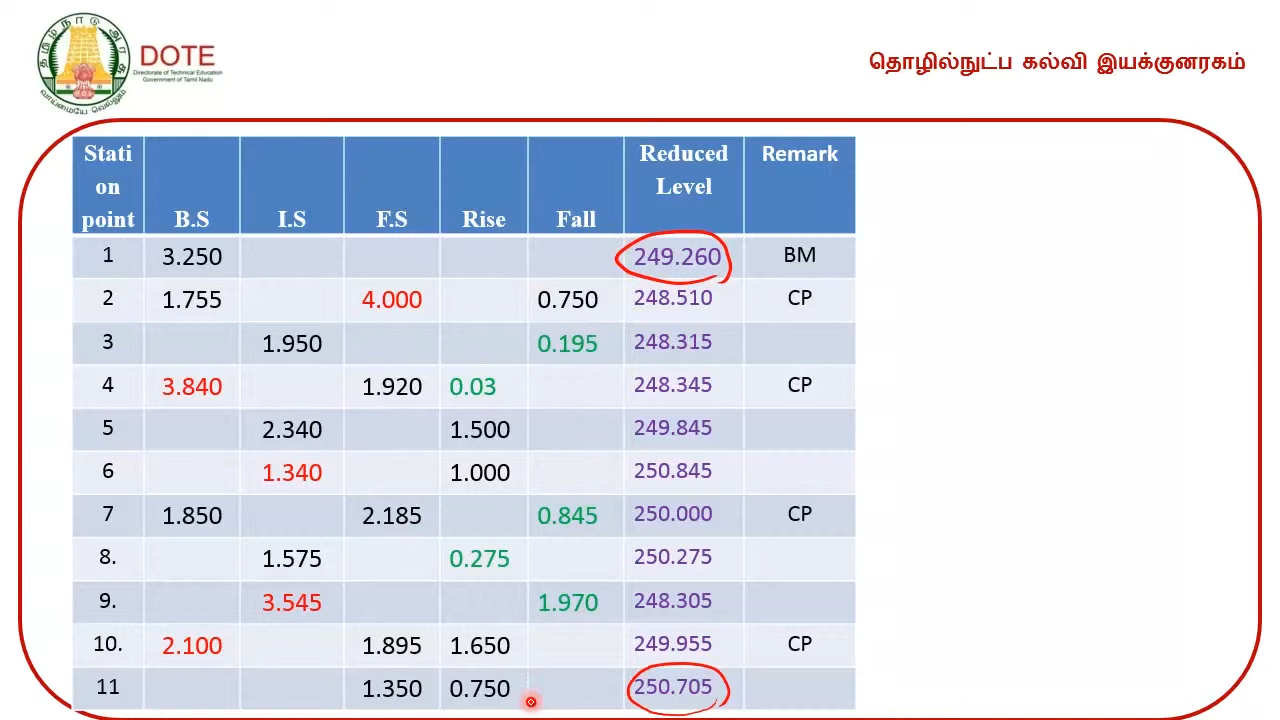 தமிழ்நாடு அரசு
வாய்மையே வெல்லும்
DOTE
Directorate of Technical Education
Government of Tamil Nadu
தொழில்நுட்ப கல்வி இயக்குனரகம்
Stati on point B.S I.S F.S Rise Fall Reduced Level Remark
1 3.250 249.260 BM
2 1.755 4.000 0.750 248.510 CP
3 1.950 0.195 248.315
4 3.840 1.920 0.03 248.345 CP
5 2.340 1.500 249.845
6 1.340 1.000 250.845
7 1.850 2.185 0.845 250.000 CP
8. 1.575 0.275 250.275
9. 3.545 1.970 248.305
10. 2.100 1.895 1.650 249.955 CP
11 1.350 0.750 250.705